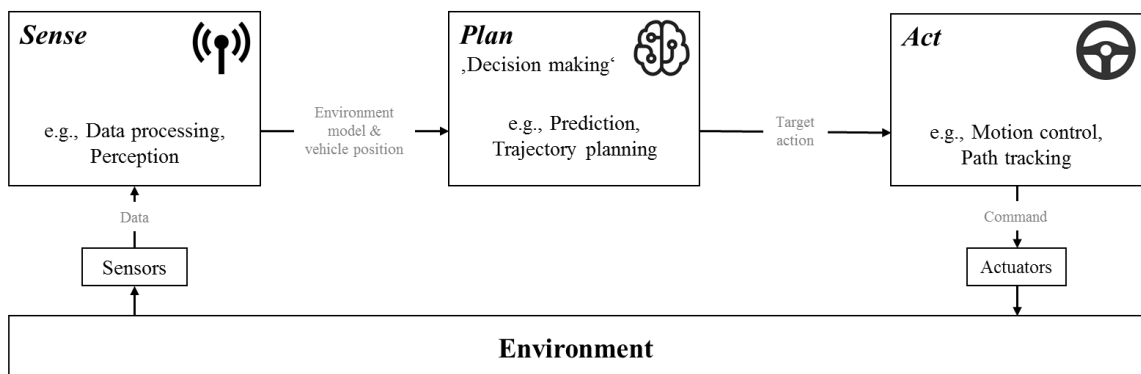 Sense
e.g., Data processing,
Perception
Environment
model &
vehicle position
Plan
‚Decision making‘
e.g., Prediction,
Trajectory planning
Target
action
Act
e.g., Motion control,
Path tracking
Data
Sensors
Command
Actuators
Environment